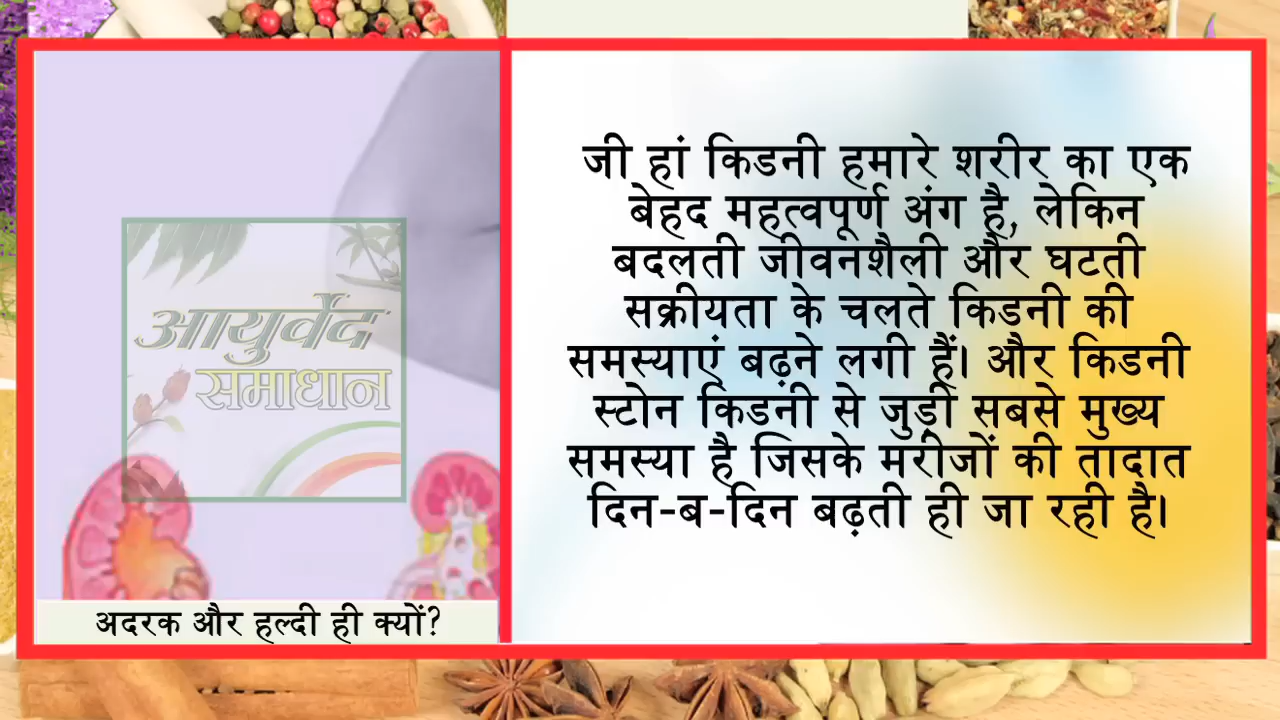 आयुर्वेद
समाधान
अदरक और हल्दी ही क्यों?
जी हां किडनी हमारे शरीर का एक
बेहद महत्वपूर्ण अंग है, लेकिन
बदलती जीवनशैली और घटती
सक्रीयता के चलते किडनी की
समस्याएं बढ़ने लगी हैं। और किडनी
स्टोन किडनी से जुड़ी सबसे मुख्य
समस्या है जिसके मरीजों की तादात
दिन-ब-दिन बढ़ती ही जा रही है।